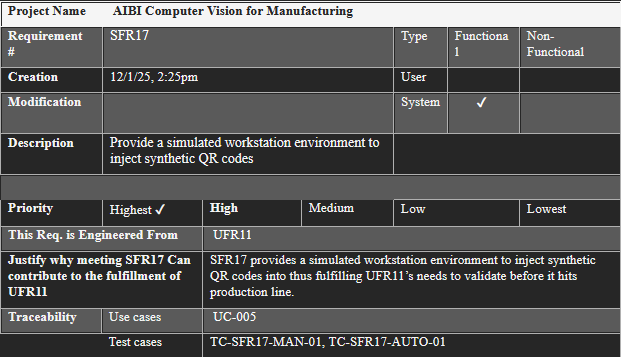 Project Name AIBI Computer Vision for Manufacturing
Requirement # SFR17 Type Functional Non-Functional
Creation 12/1/25, 2:25pm User
Modification System ✓
Description Provide a simulated workstation environment to
inject synthetic QR codes
Priority Highest ✓ High Medium Low Lowest
This Req. is Engineered From UFR11
Justify why meeting SFR17 Can
contribute to the fulfillment of
UFR11
SFR17 provides a simulated workstation environment to inject synthetic
QR codes into thus fulfilling UFR11’s needs to validate before it hits
production line.
Traceability Use cases UC-005
Test cases TC-SFR17-MAN-01, TC-SFR17-AUTO-01